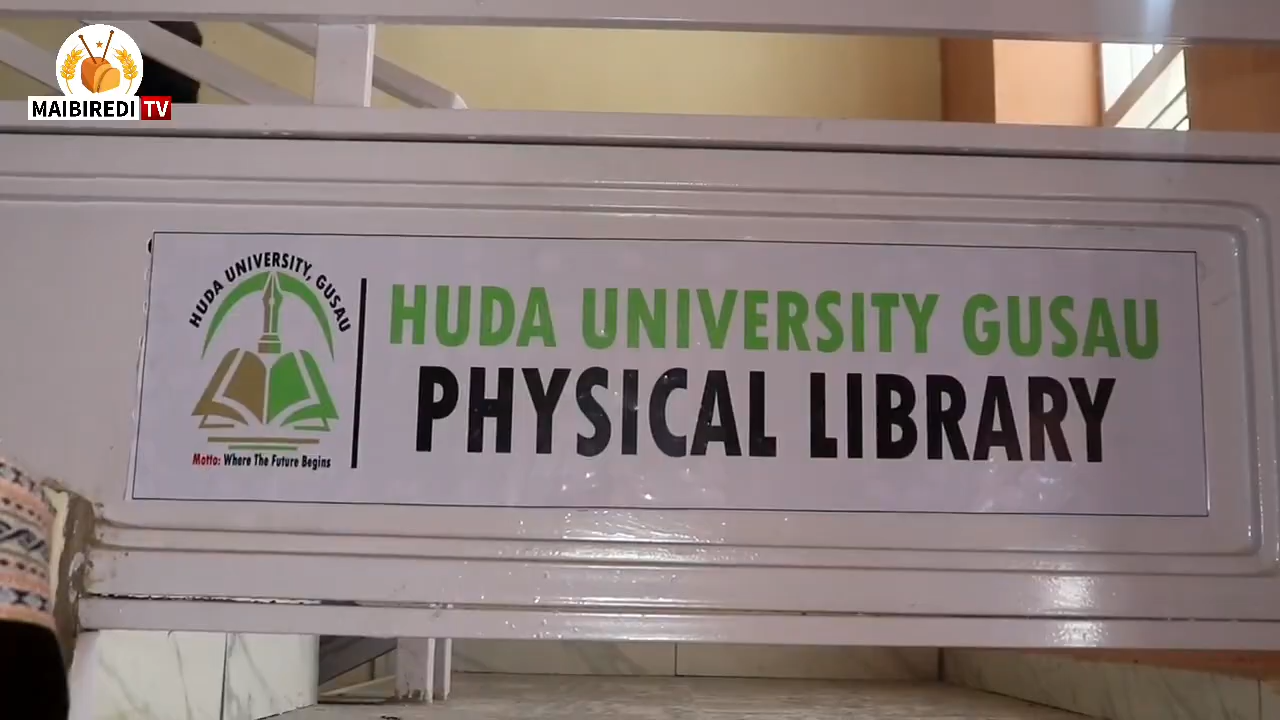 MAIBIREDI TV
HUDA UNIVERSITY, GUSAU
Motto: Where The Future Begins
HUDA UNIVERSITY GUSAU
PHYSICAL LIBRARY